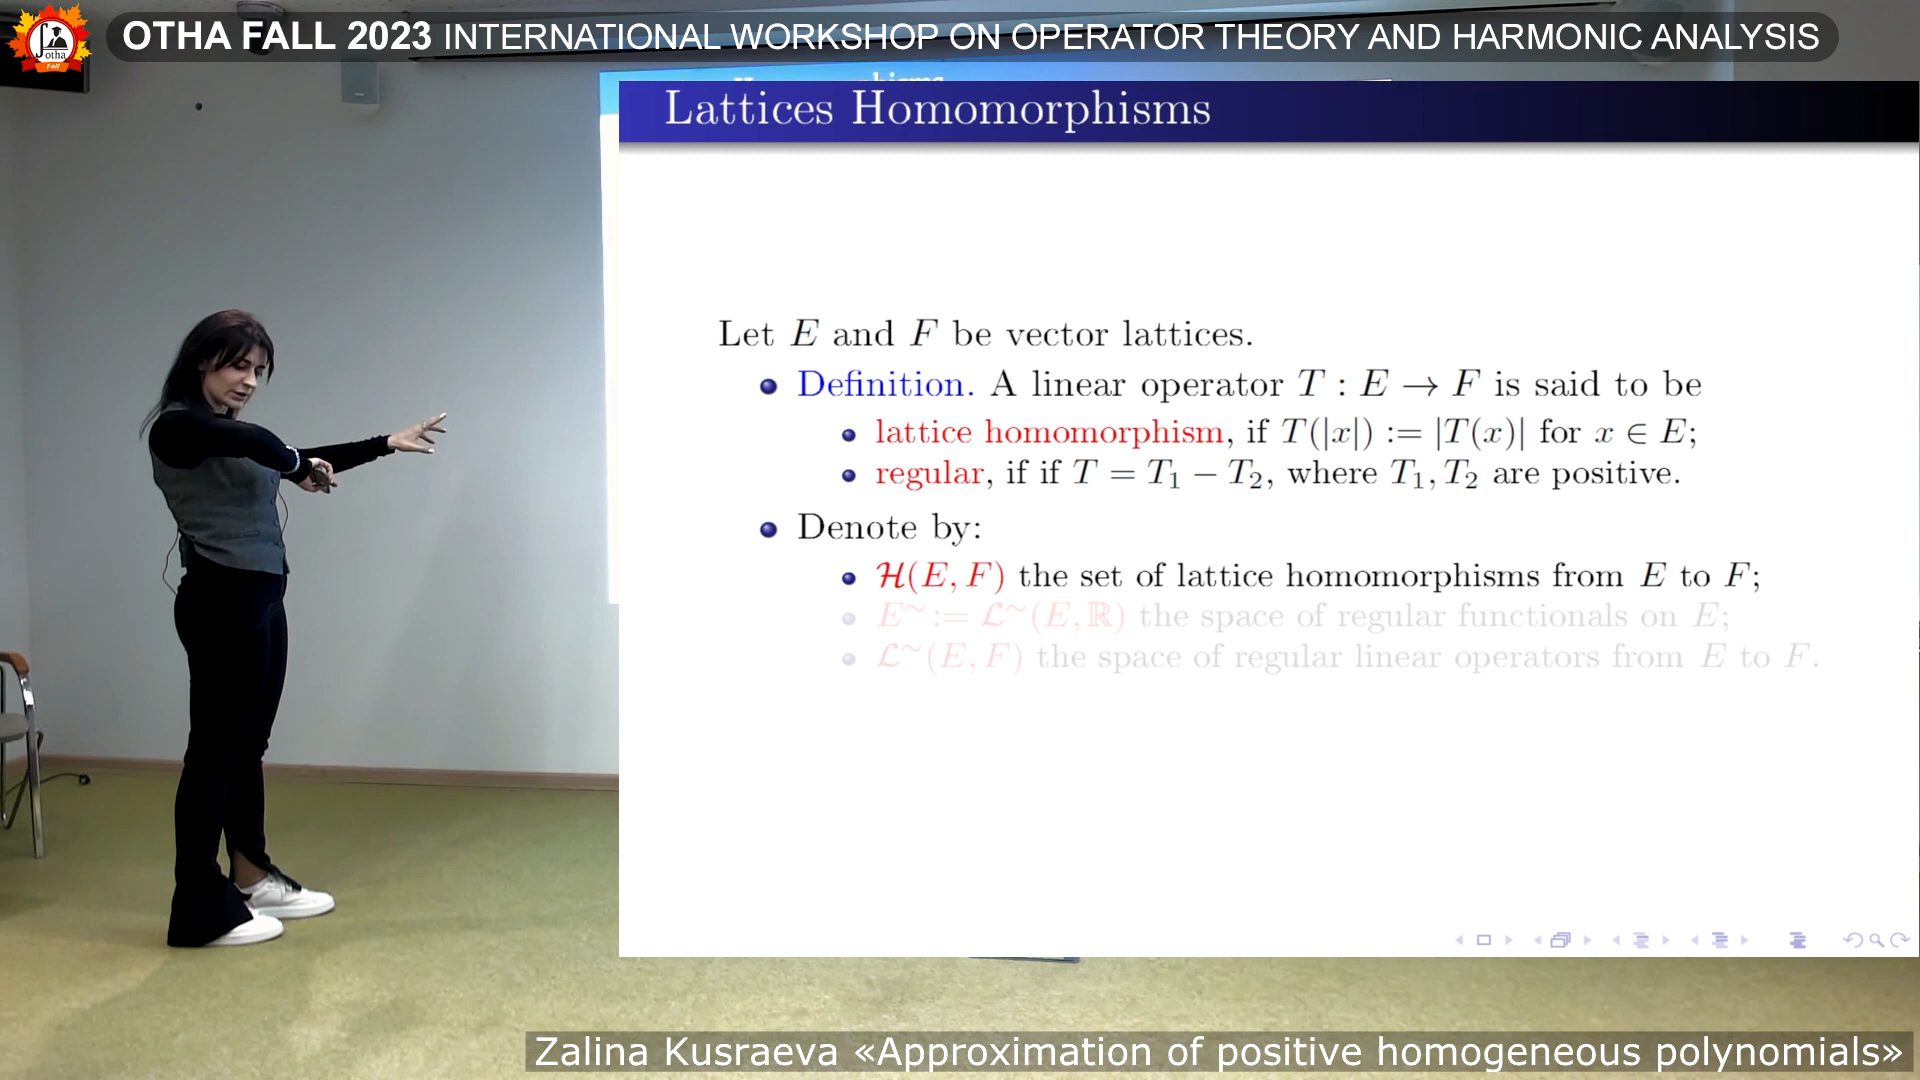 OTHA FALL 2023 INTERNATIONAL WORKSHOP ON OPERATOR THEORY AND HARMONIC ANALYSIS
otha
Fall
Lattices Homomorphisms
Let E and F be vector lattices.
Definition. A linear operator T : E → F is said to be
lattice homomorphism, if T(|x|) := |T(x)| for x ∈ E;
regular, if if T = T₁ − T₂, where T₁, T₂ are positive.
Denote by:
ℋ(E, F) the set of lattice homomorphisms from E to F;
E^∼ := ℒ^∼(E, ℝ) the space of regular functionals on E;
ℒ^∼(E, F) the space of regular linear operators from E to F.
Zalina Kusraeva «Approximation of positive homogeneous polynomials»